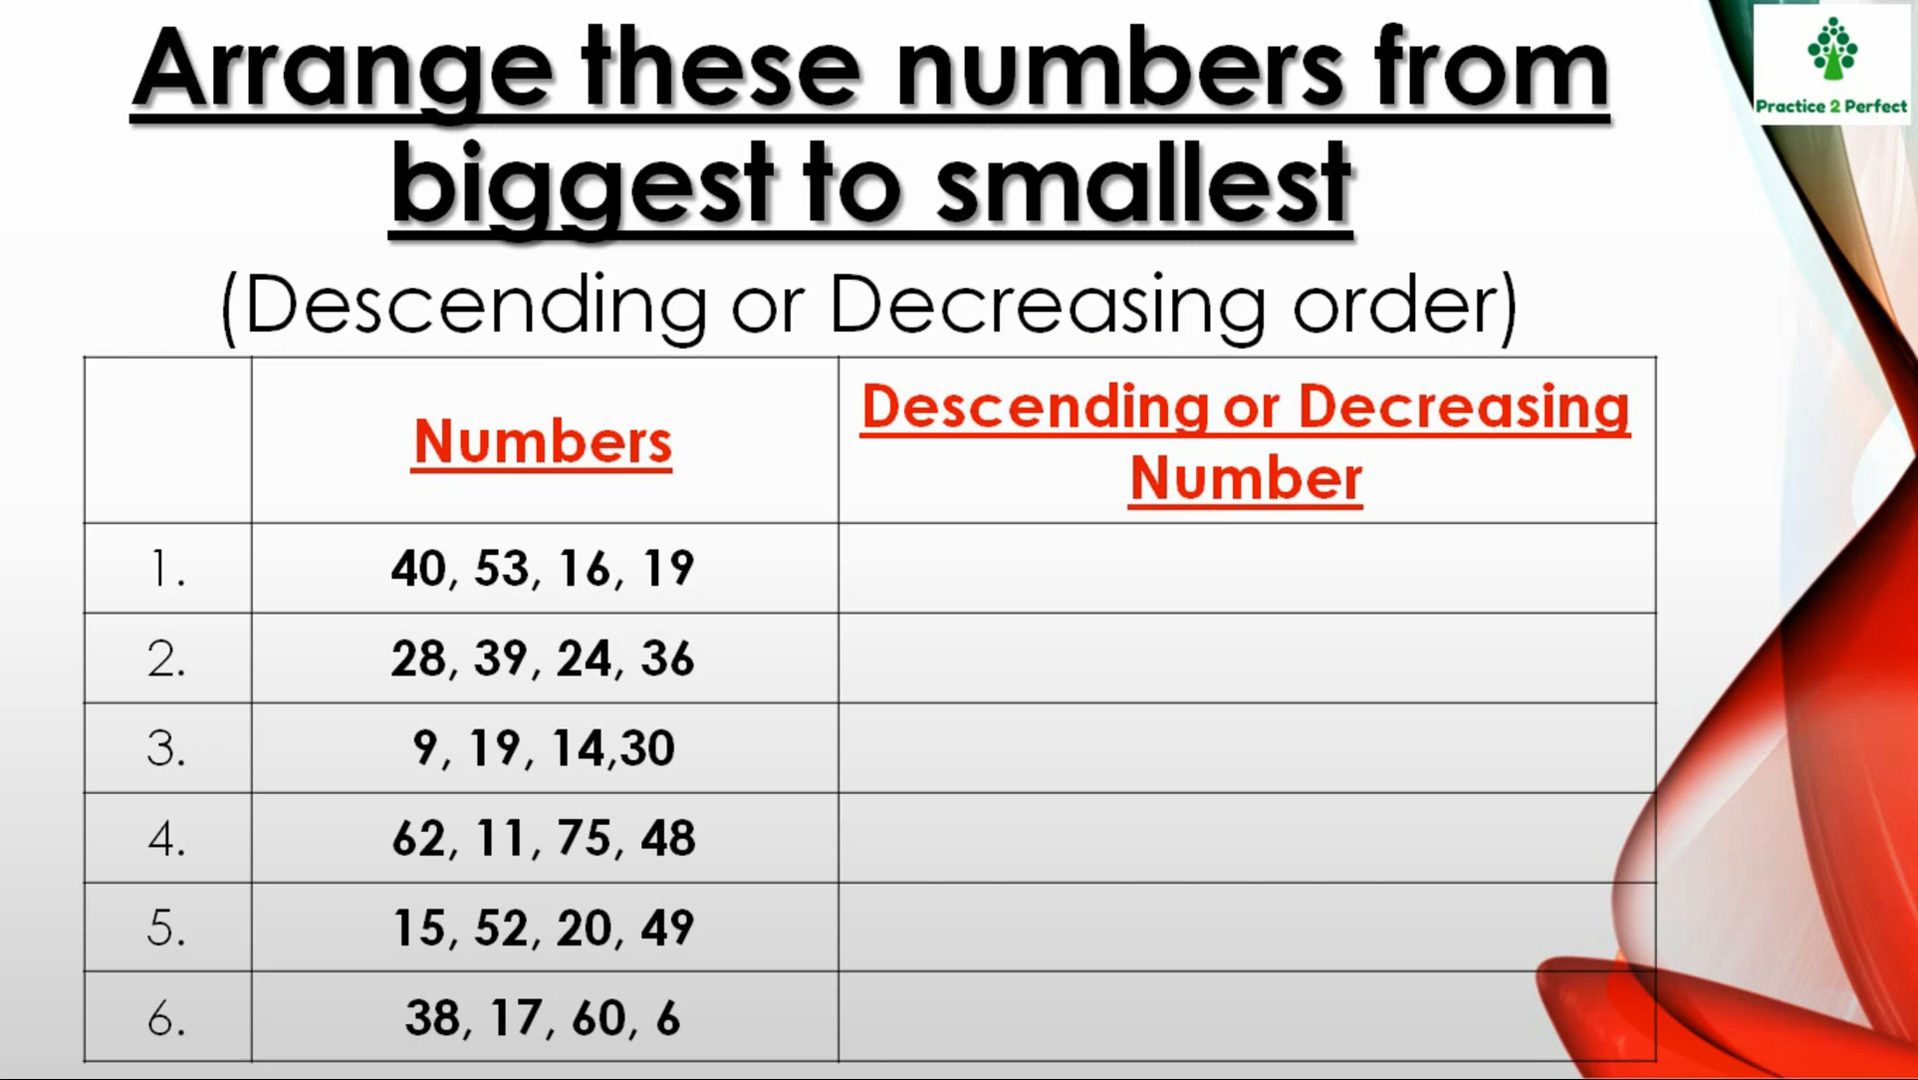 Arrange these numbers from
biggest to smallest
(Descending or Decreasing order)
Practice 2 Perfect
Numbers
Descending or Decreasing
Number
1. 40, 53, 16, 19
2. 28, 39, 24, 36
3. 9, 19, 14,30
4. 62, 11, 75, 48
5. 15, 52, 20, 49
6. 38, 17, 60, 6